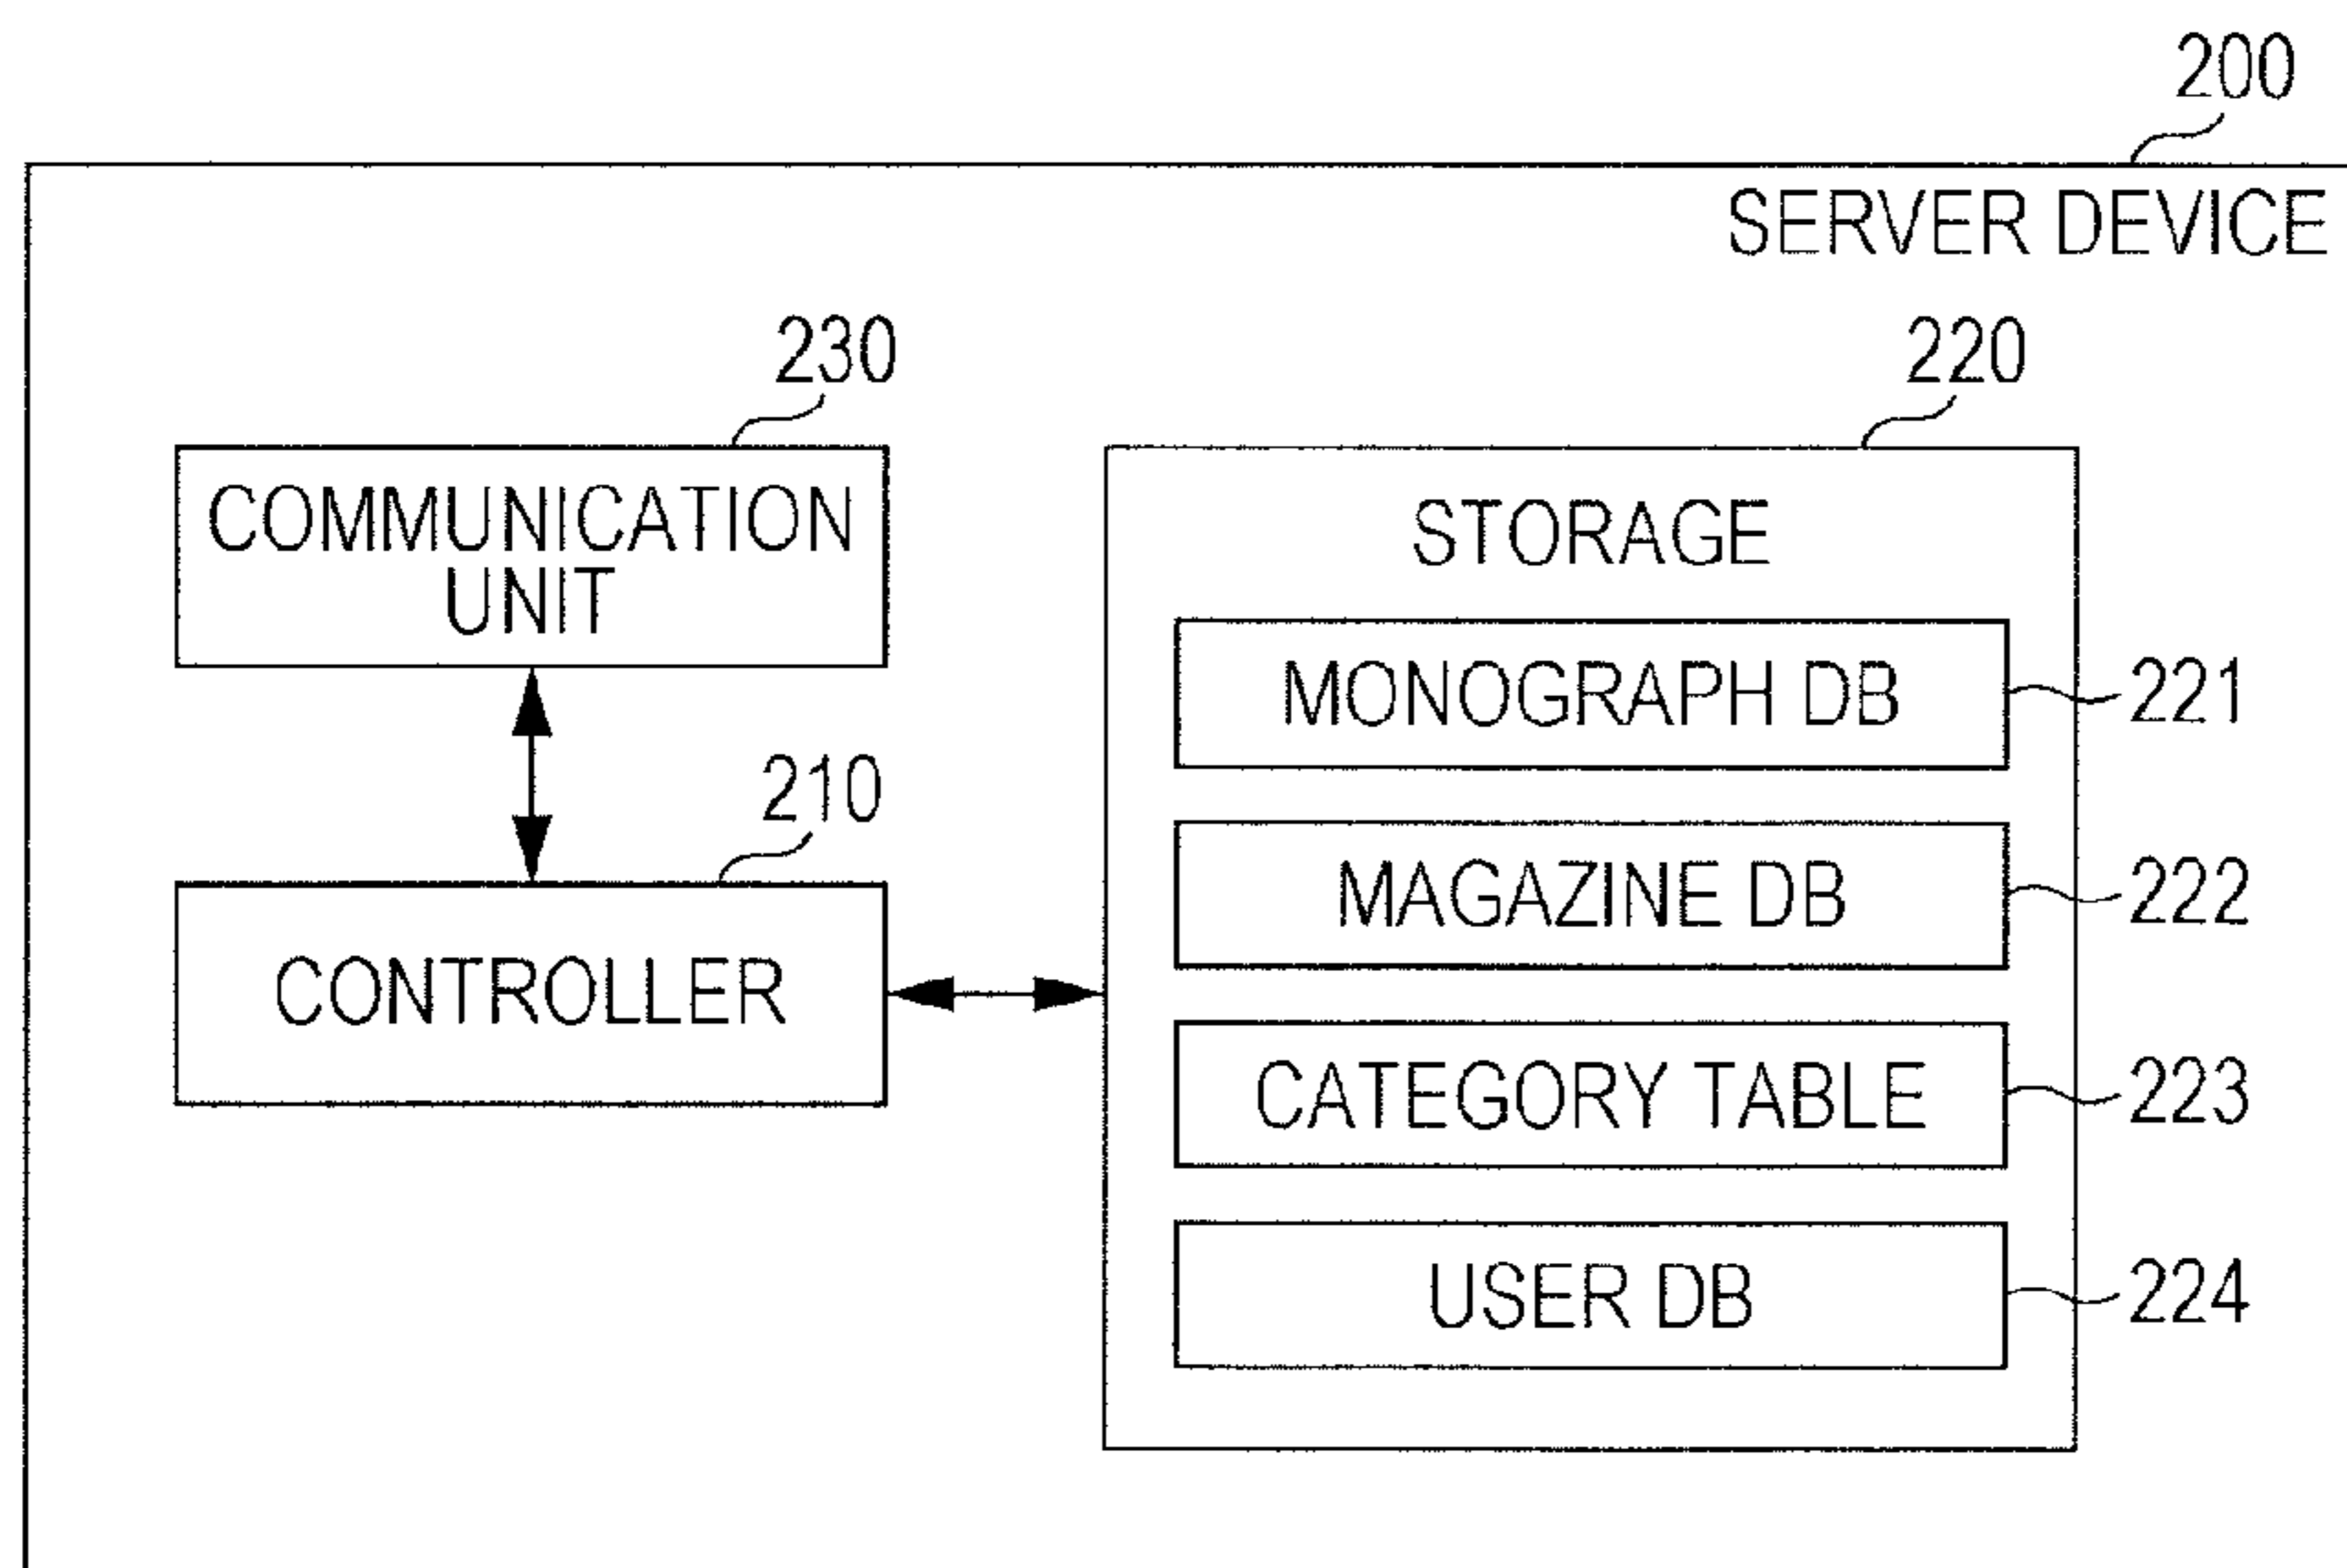 200
SERVER DEVICE
230
220
COMMUNICATION
UNIT
STORAGE
MONOGRAPH DB
221
210
MAGAZINE DB
222
CONTROLLER
CATEGORY TABLE
223
USER DB
224